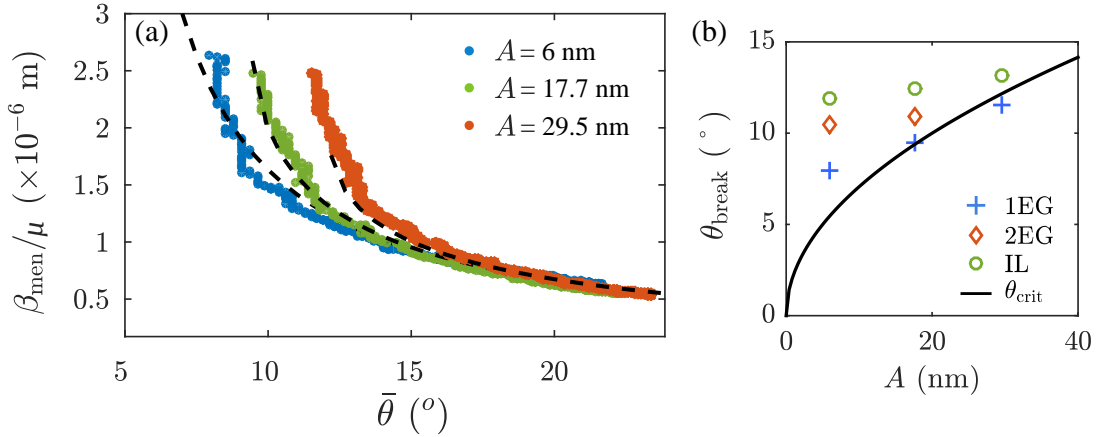 (a)
A = 6 nm
A = 17.7 nm
A = 29.5 nm
3
2.5
2
1.5
1
0.5
β_men/μ (×10⁻⁶ m)
5
10
15
20
θ̄ (°)
(b)
15
10
5
0
θ_break (°)
1EG
2EG
IL
θ_crit
0
20
40
A (nm)